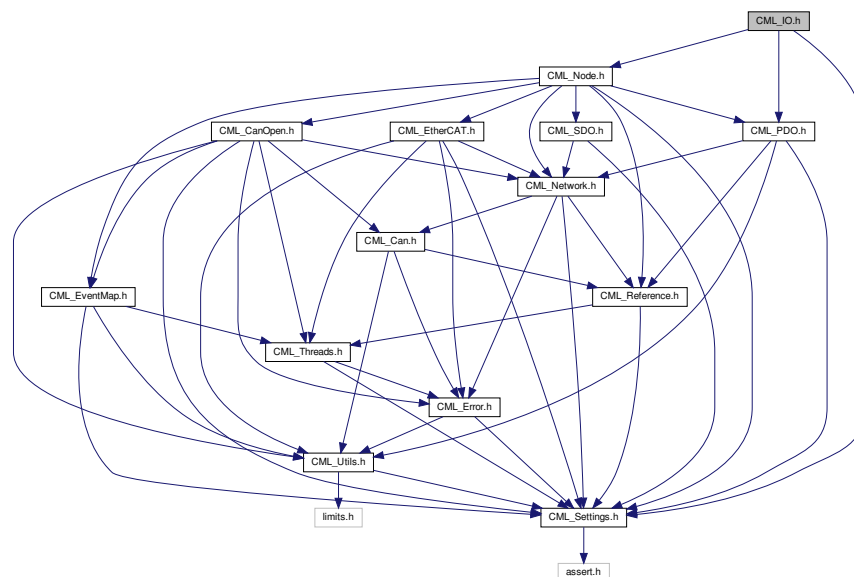 CML_IO.h
CML_Node.h
CML_CanOpen.h
CML_EtherCAT.h
CML_SDO.h
CML_PDO.h
CML_Network.h
CML_Can.h
CML_EventMap.h
CML_Reference.h
CML_Threads.h
CML_Error.h
CML_Utils.h
limits.h
CML_Settings.h
assert.h